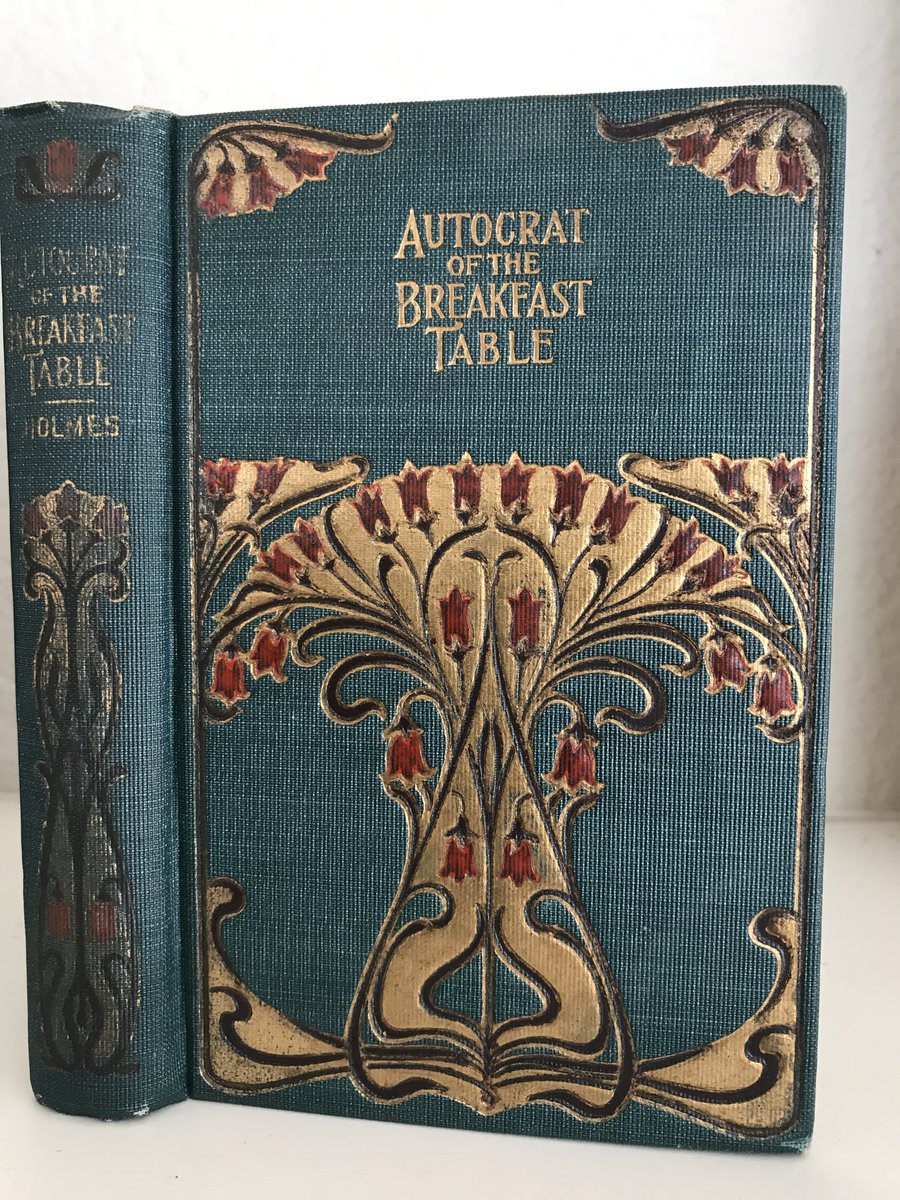 AUTOCRAT
OF THE
BREAKFAST
TABLE
HOLMES
AUTOCRAT
OF THE
BREAKFAST
TABLE